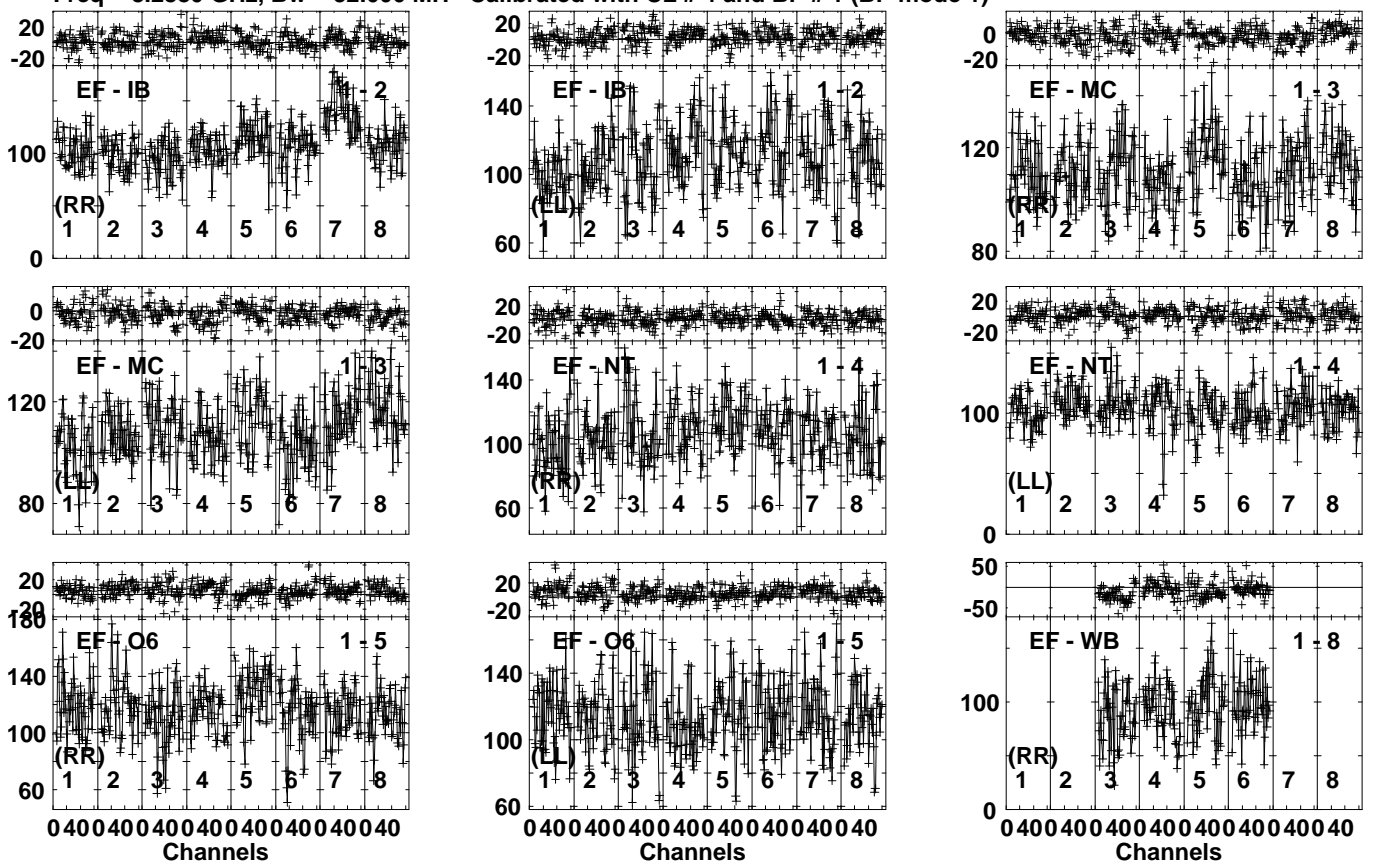 20 20 0
-20 -20 -20
EF - IB 1 - 2 EF - IB 1 - 2 EF - MC 1 - 3
140
100 100 120
(RR) (LL) (RR)
1 2 3 4 5 6 7 8 1 2 3 4 5 6 7 8 1 2 3 4 5 6 7 8
0 60 80
0 20 20
-20 -20 -20
EF - MC 1 - 3 EF - NT 1 - 4 EF - NT 1 - 4
120 140 100
100
(LL) (RR) (LL)
80 1 2 3 4 5 6 7 8 1 2 3 4 5 6 7 8 1 2 3 4 5 6 7 8
60 0
20 20 50
-20 -20 -50
180
EF - O6 1 - 5 EF - O6 1 - 5 EF - WB 1 - 8
140 140
100 100 100
(RR) (LL) (RR)
1 2 3 4 5 6 7 8 1 2 3 4 5 6 7 8 1 2 3 4 5 6 7 8
60 60 0
0 40 0 40 0 40 0 40 0 40 0 40 0 40 0 40 0 40 0 40 0 40 0 40 0 40 0 40 0 40 0 40 0 40 0 40 0 40 0 40 0 40 0 40 0 40 0 40
Channels Channels Channels